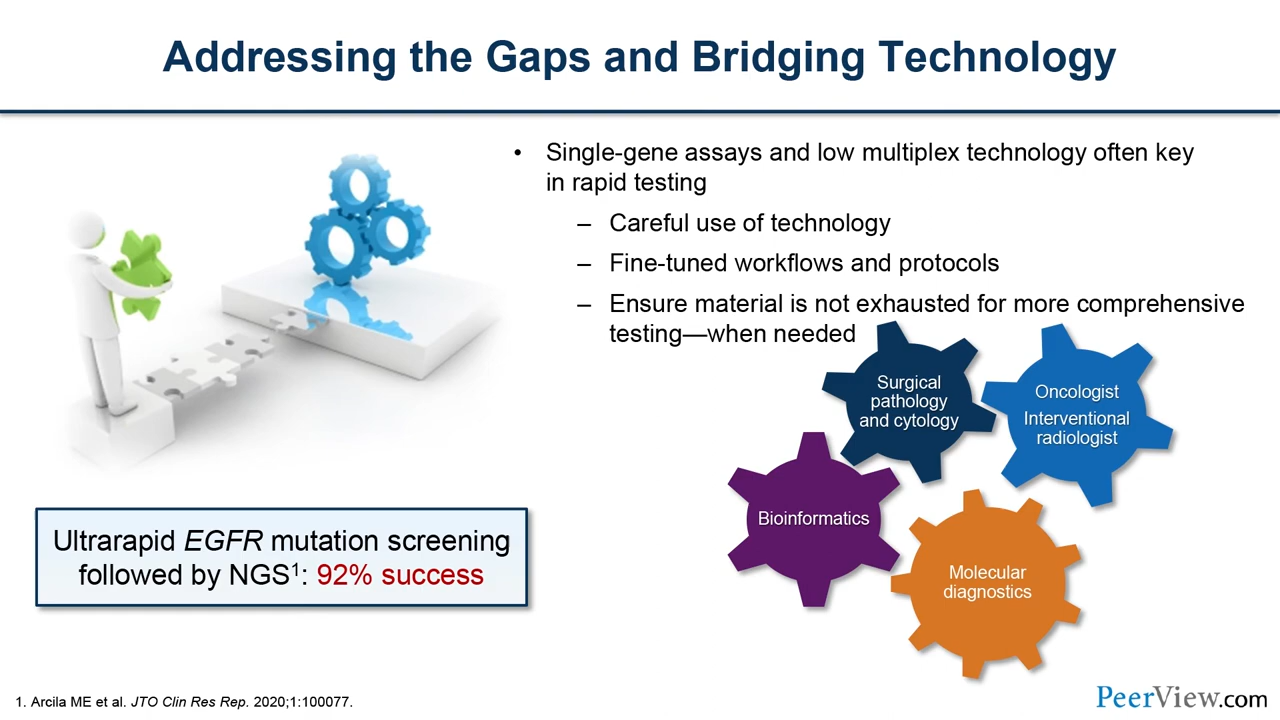 Addressing the Gaps and Bridging Technology
• Single-gene assays and low multiplex technology often key
in rapid testing
– Careful use of technology
– Fine-tuned workflows and protocols
– Ensure material is not exhausted for more comprehensive
testing—when needed
Surgical
pathology
and cytology
Oncologist
Interventional
radiologist
Bioinformatics
Molecular
diagnostics
Ultrarapid EGFR mutation screening
followed by NGS¹: 92% success
1. Arcila ME et al. JTO Clin Res Rep. 2020;1:100077.
PeerView.com